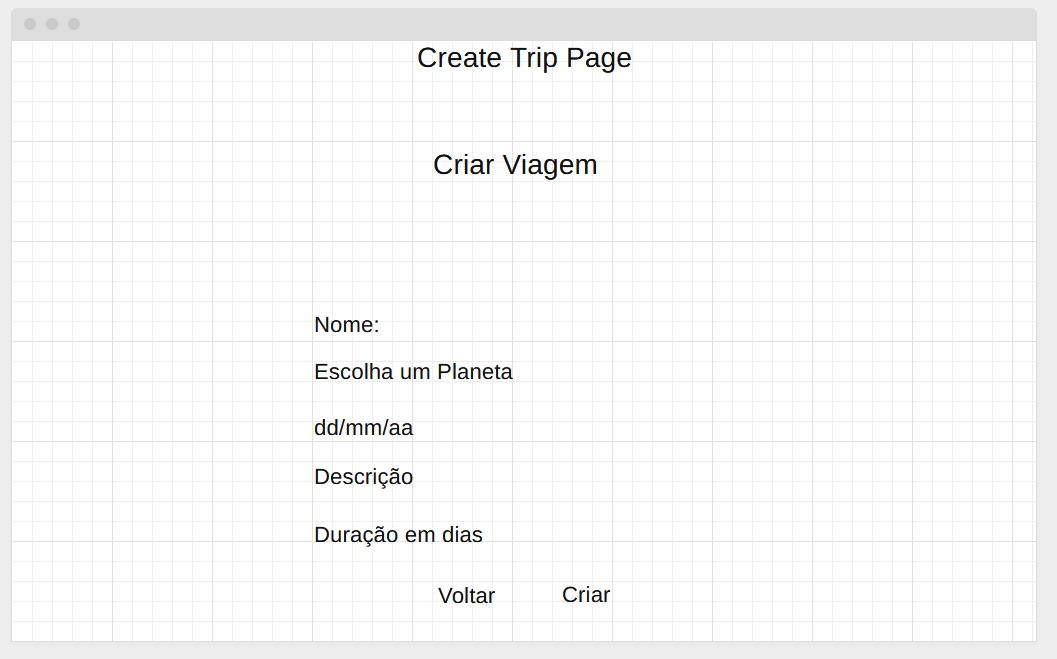 Create Trip Page
Criar Viagem
Nome:
Escolha um Planeta
dd/mm/aa
Descrição
Duração em dias
Voltar Criar